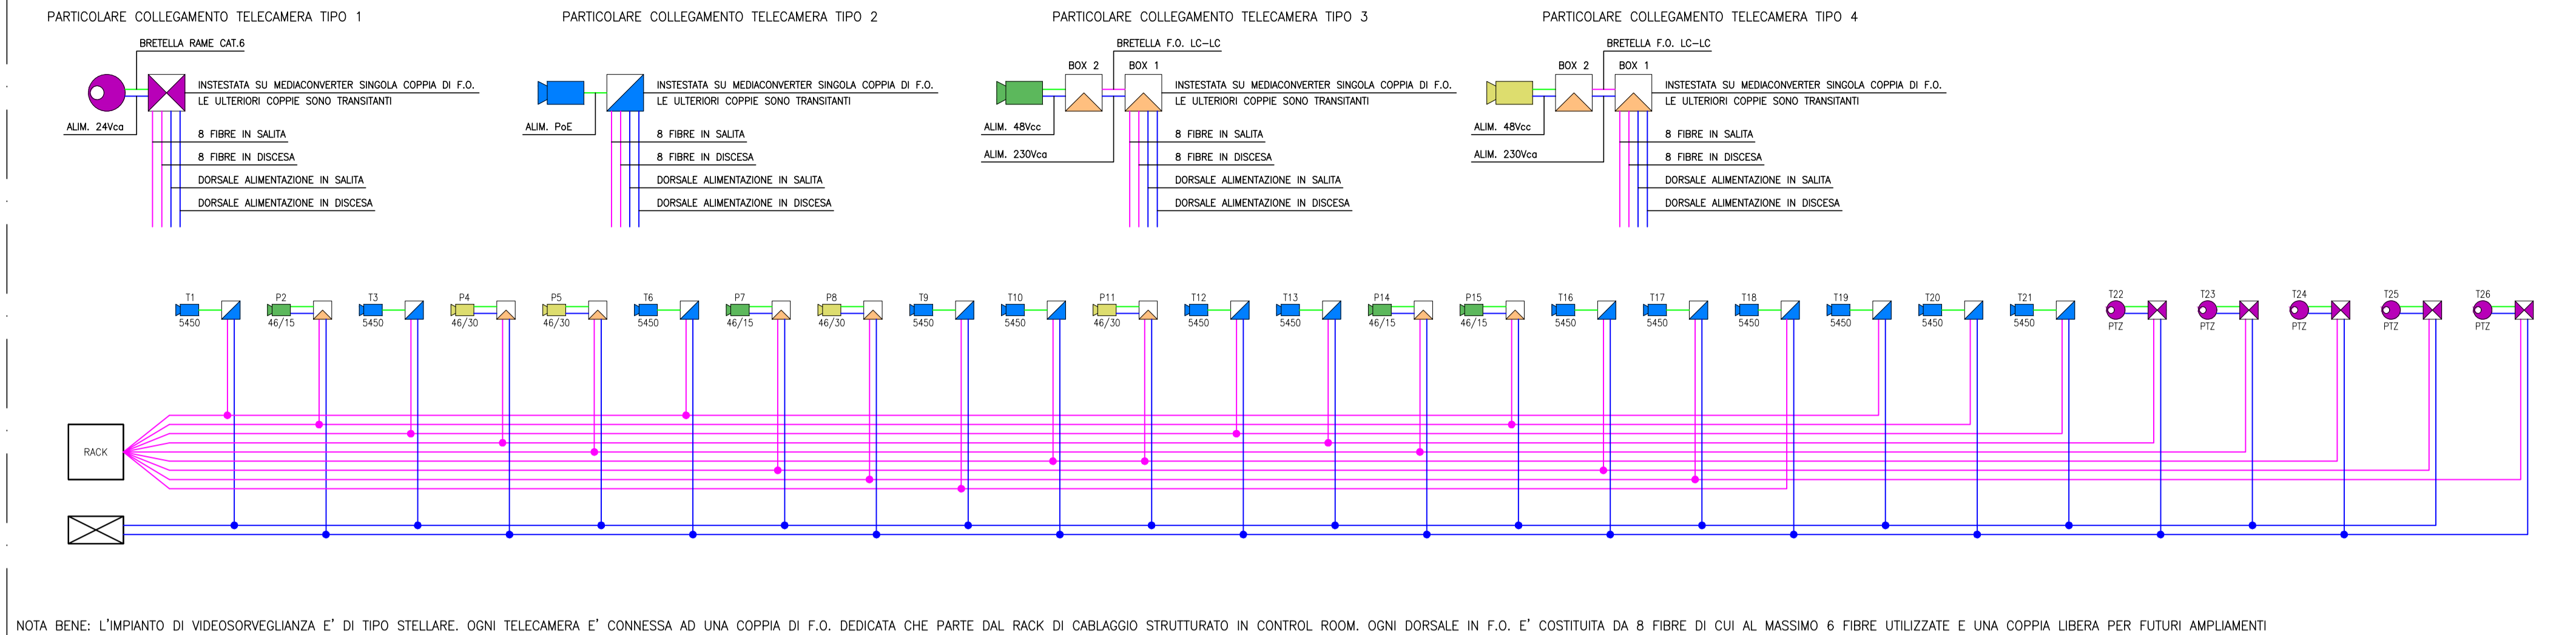 PARTICOLARE COLLEGAMENTO TELECAMERA TIPO 1
BRETELLA RAME CAT.6
INSTESTATA SU MEDIACONVERTER SINGOLA COPPIA DI F.O.
LE ULTERIORI COPPIE SONO TRANSITANTI
ALIM. 24Vca
8 FIBRE IN SALITA
8 FIBRE IN DISCESA
DORSALE ALIMENTAZIONE IN SALITA
DORSALE ALIMENTAZIONE IN DISCESA
PARTICOLARE COLLEGAMENTO TELECAMERA TIPO 2
INSTESTATA SU MEDIACONVERTER SINGOLA COPPIA DI F.O.
LE ULTERIORI COPPIE SONO TRANSITANTI
ALIM. PoE
8 FIBRE IN SALITA
8 FIBRE IN DISCESA
DORSALE ALIMENTAZIONE IN SALITA
DORSALE ALIMENTAZIONE IN DISCESA
PARTICOLARE COLLEGAMENTO TELECAMERA TIPO 3
BRETELLA F.O. LC-LC
BOX 2
BOX 1
INSTESTATA SU MEDIACONVERTER SINGOLA COPPIA DI F.O.
LE ULTERIORI COPPIE SONO TRANSITANTI
ALIM. 48Vcc
ALIM. 230Vca
8 FIBRE IN SALITA
8 FIBRE IN DISCESA
DORSALE ALIMENTAZIONE IN SALITA
DORSALE ALIMENTAZIONE IN DISCESA
PARTICOLARE COLLEGAMENTO TELECAMERA TIPO 4
BRETELLA F.O. LC-LC
BOX 2
BOX 1
INSTESTATA SU MEDIACONVERTER SINGOLA COPPIA DI F.O.
LE ULTERIORI COPPIE SONO TRANSITANTI
ALIM. 48Vcc
ALIM. 230Vca
8 FIBRE IN SALITA
8 FIBRE IN DISCESA
DORSALE ALIMENTAZIONE IN SALITA
DORSALE ALIMENTAZIONE IN DISCESA
T1
5450
P2
46/15
T3
5450
P4
46/30
P5
46/30
T6
5450
P7
46/15
P8
46/30
T9
5450
T10
5450
P11
46/30
T12
5450
T13
5450
P14
46/15
P15
46/15
T16
5450
T17
5450
T18
5450
T19
5450
T20
5450
T21
5450
T22
PTZ
T23
PTZ
T24
PTZ
T25
PTZ
T26
PTZ
RACK
NOTA BENE: L'IMPIANTO DI VIDEOSORVEGLIANZA E' DI TIPO STELLARE. OGNI TELECAMERA E' CONNESSA AD UNA COPPIA DI F.O. DEDICATA CHE PARTE DAL RACK DI CABLAGGIO STRUTTURATO IN CONTROL ROOM. OGNI DORSALE IN F.O. E' COSTITUITA DA 8 FIBRE DI CUI AL MASSIMO 6 FIBRE UTILIZZATE E UNA COPPIA LIBERA PER FUTURI AMPLIAMENTI